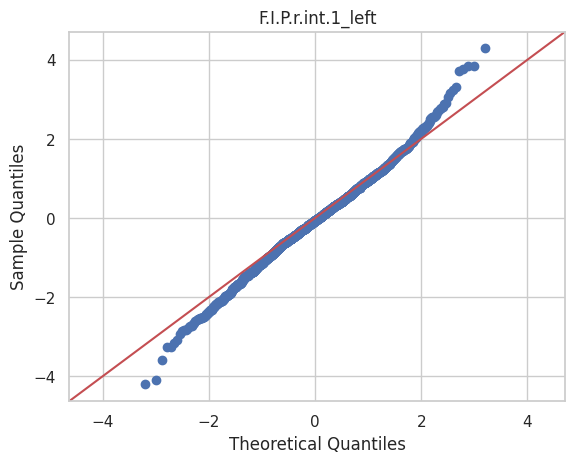 F.I.P.r.int.1_left
4
2
0
−2
−4
Sample Quantiles
−4 −2 0 2 4
Theoretical Quantiles